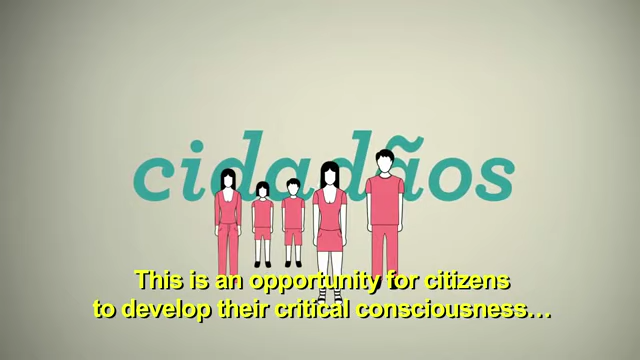 cidadãos
This is an opportunity for citizens
to develop their critical consciousness...